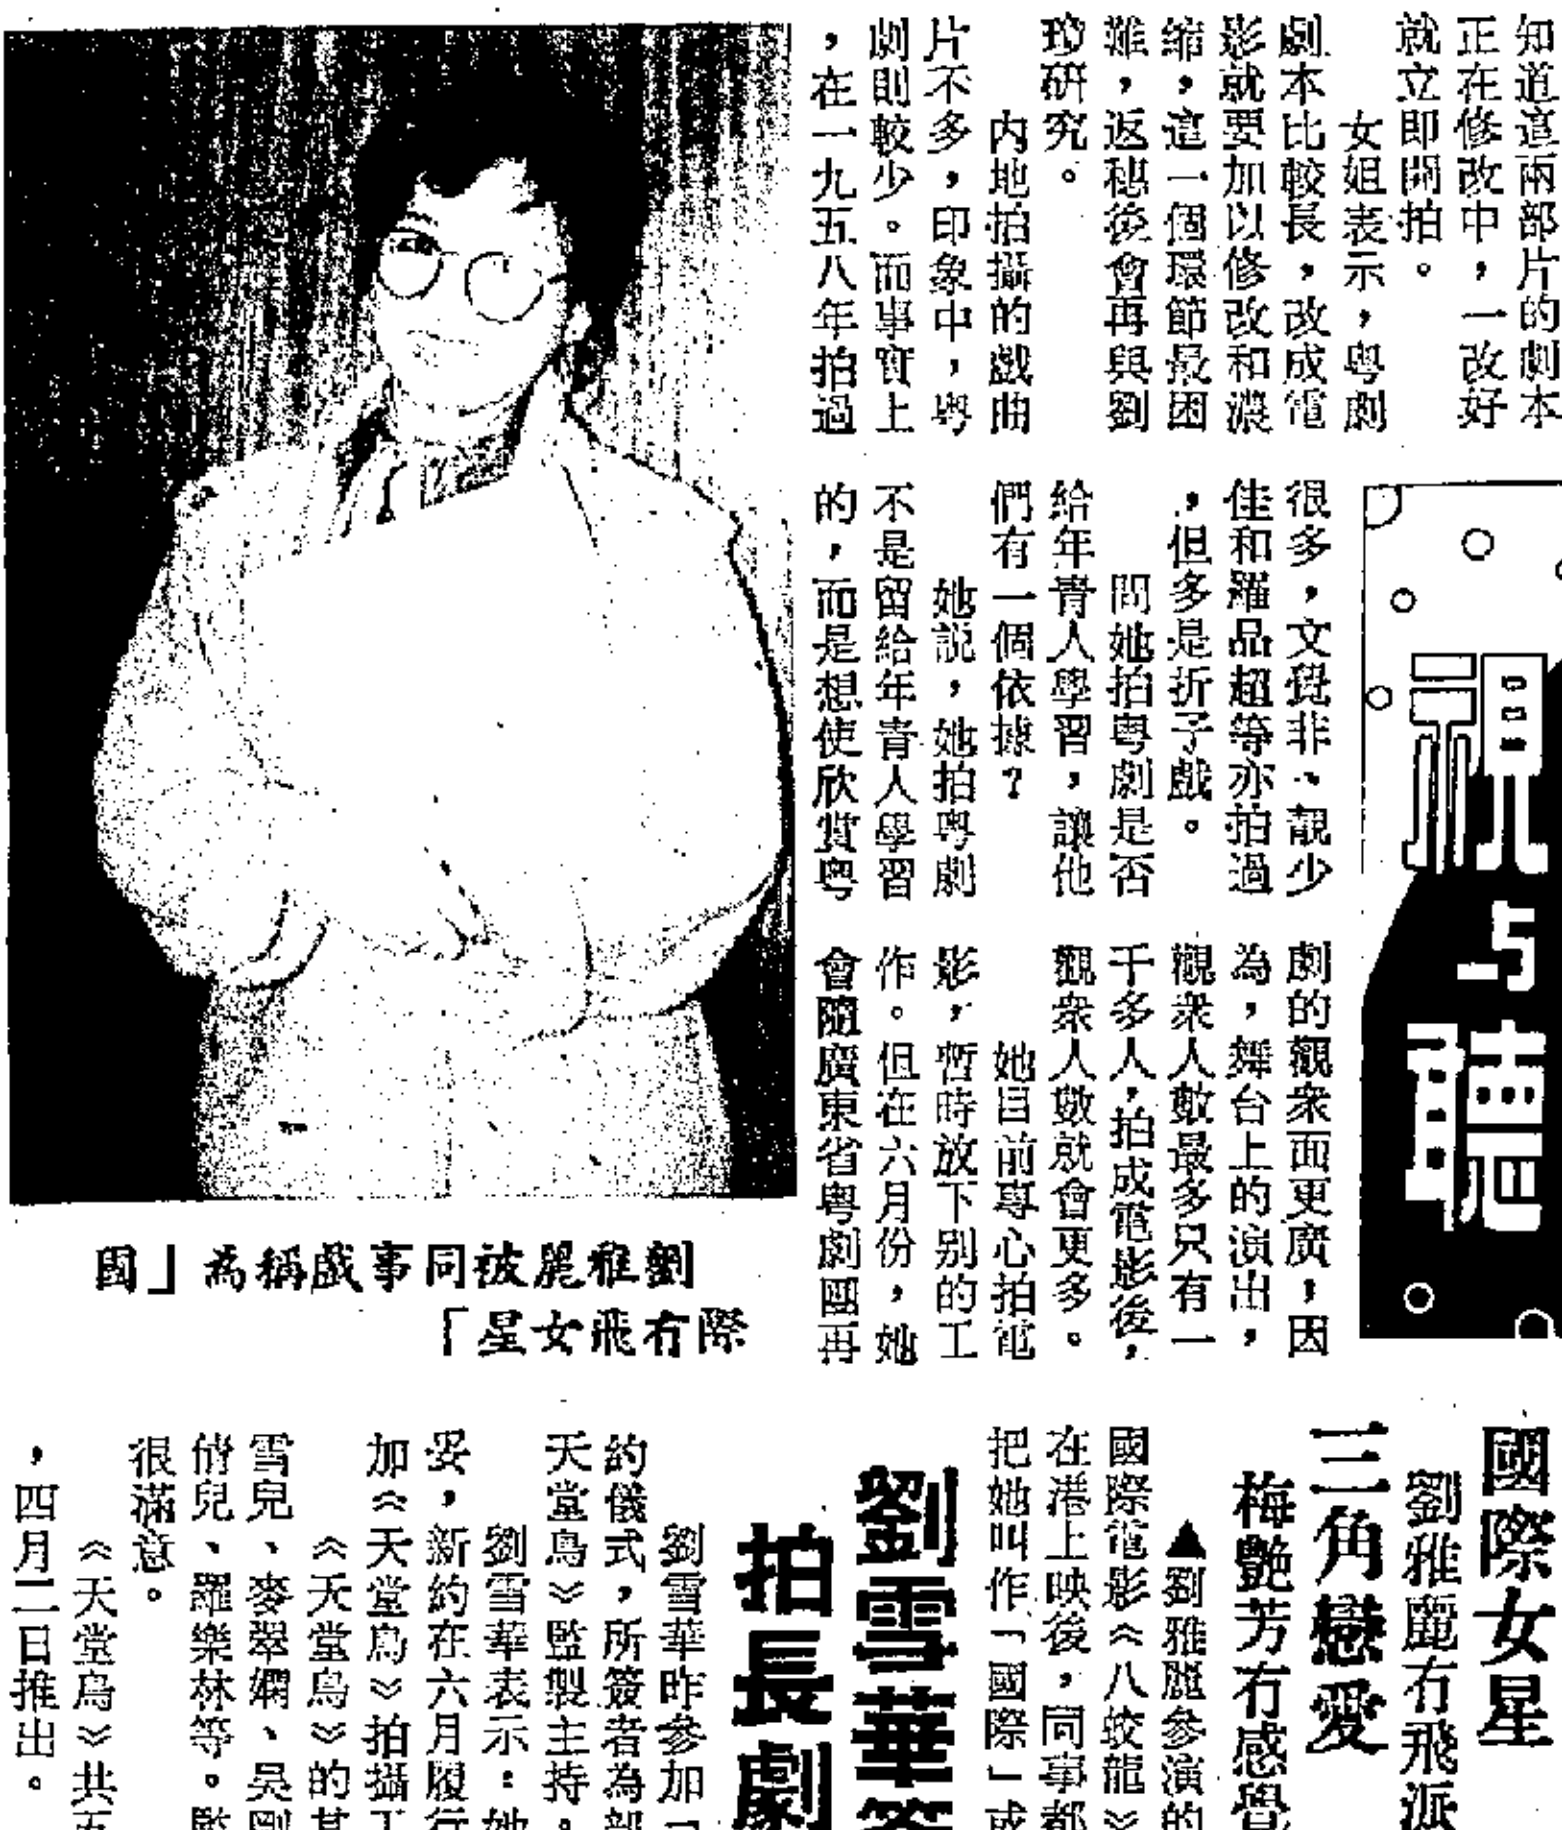 知道這兩部片的劇本
正在修改中，一改好
就立即開拍。
女姐表示，粵劇
劇本比較長，改成電
影就要加以修改和濃
縮，這一個環節最困
難，返穗後會再與劉
珍研究。
內地拍攝的戲曲
片不多，印象中，粵
劇則較少。而事實上
，在一九五八年拍過
很多，文覺非、靚少
佳和羅品超等亦拍過
，但多是折子戲。
問她拍粵劇是否
給年青人學習，讓他
們有一個依據？
她說，她拍粵劇
不是留給年青人學習
的，而是想使欣賞粵
劇的觀衆面更廣，因
為，舞台上的演出，
觀衆人數最多只有一
千多人，拍成電影後，
觀衆人數就會更多。
她目前專心拍電
影，暫時放下別的工
作。但在六月份，她
會隨廣東省粵劇團再
視与聽
劉雅麗被同事戲稱為「國
際冇飛女星」
國際女星
劉雅麗冇飛派
三角戀愛
梅艷芳冇感覺
▲劉雅麗參演的
國際電影《八蛟龍》
在港上映後，同事都
把她叫作「國際」或
劉雪華簽
拍長劇
劉雪華昨參加「
約儀式，所簽者為部
天堂鳥》監製主持。
劉雪華表示：她
妥，新約在六月履行
加《天堂鳥》拍攝工
《天堂鳥》的其
雪兒、麥翠嫻、吳剛
俏兒、羅樂林等。監
很滿意。
《天堂鳥》共五
，四月二日推出。